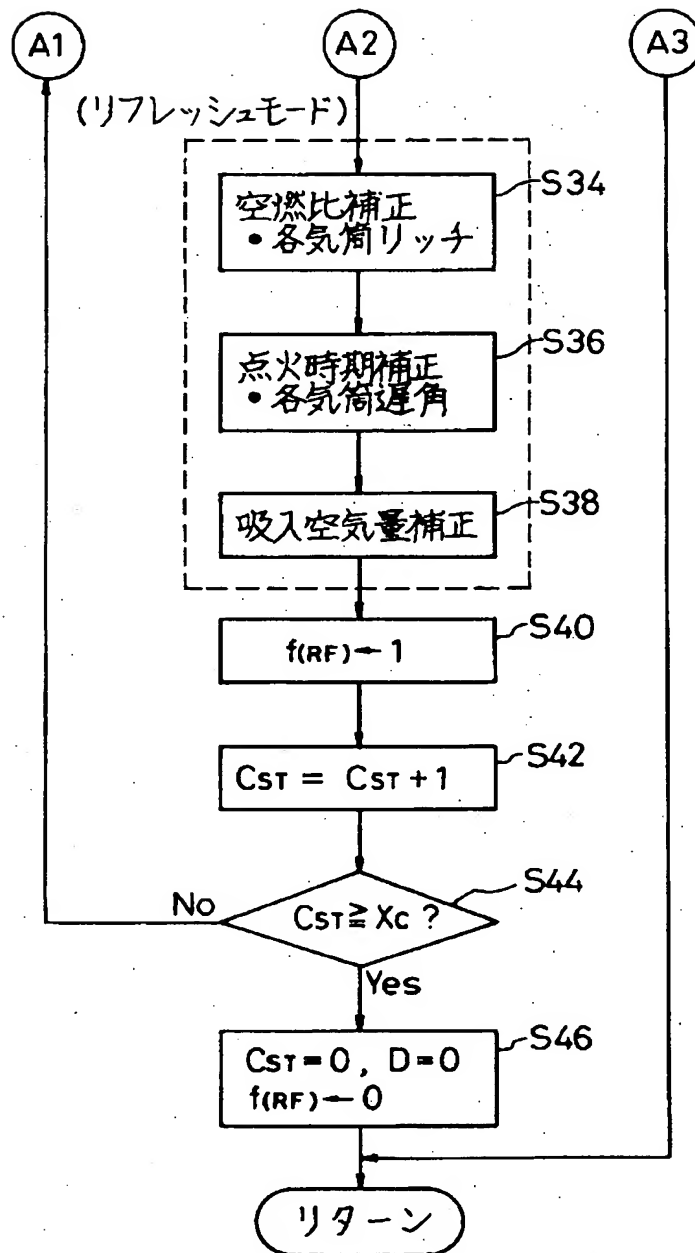 A1
A2
A3
(リフレッシュモード)
S34
空燃比補正
• 各気筒リッチ
S36
点火時期補正
• 各気筒遅角
S38
吸入空気量補正
S40
f(RF)←1
S42
CST = CST+1
S44
No
CST≧Xc ?
Yes
S46
CST=0, D=0
f(RF)←0
リターン